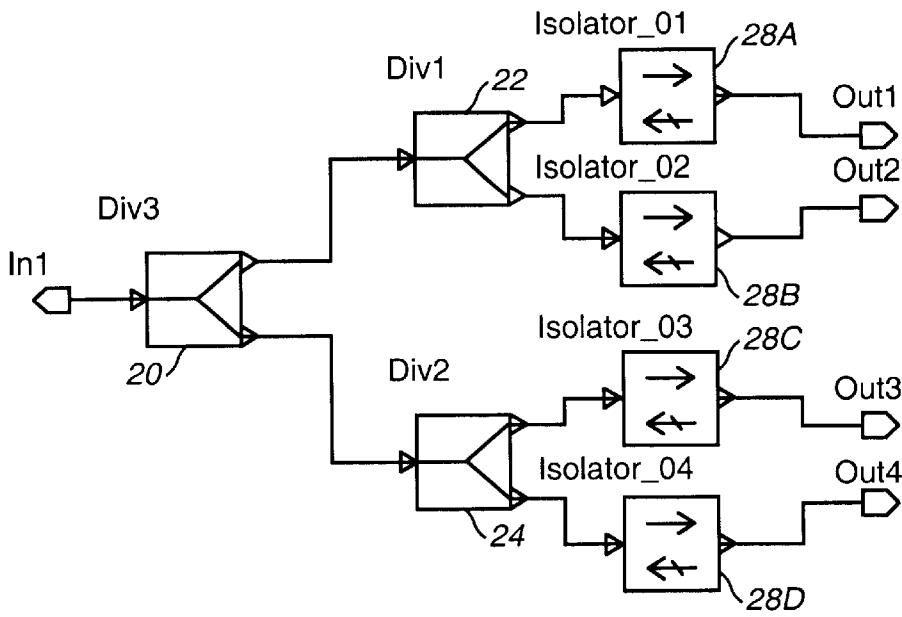 Isolator_01
28A
Div1
22
Out1
Isolator_02
Out2
Div3
In1
28B
20
Isolator_03
28C
Div2
Out3
Isolator_04
Out4
24
28D